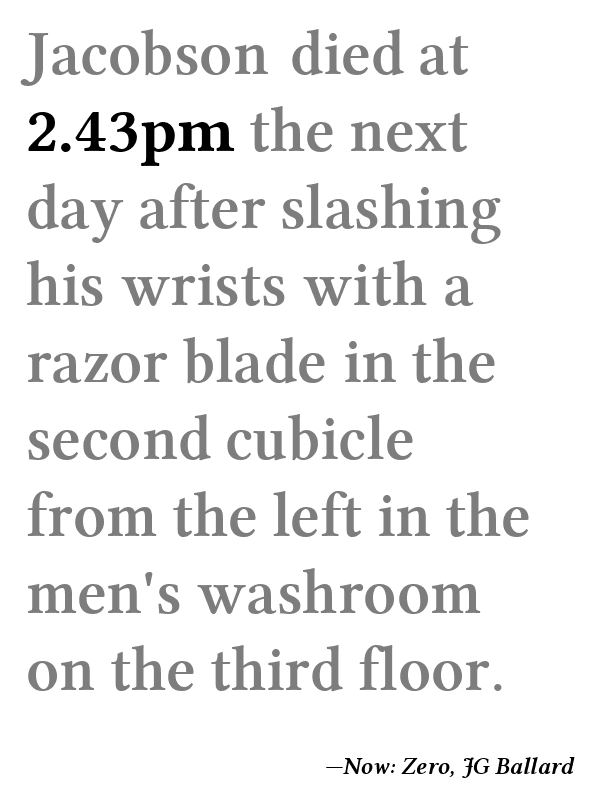 Jacobson died at
2.43pm the next
day after slashing
his wrists with a
razor blade in the
second cubicle
from the left in the
men's washroom
on the third floor.
—Now: Zero, JG Ballard